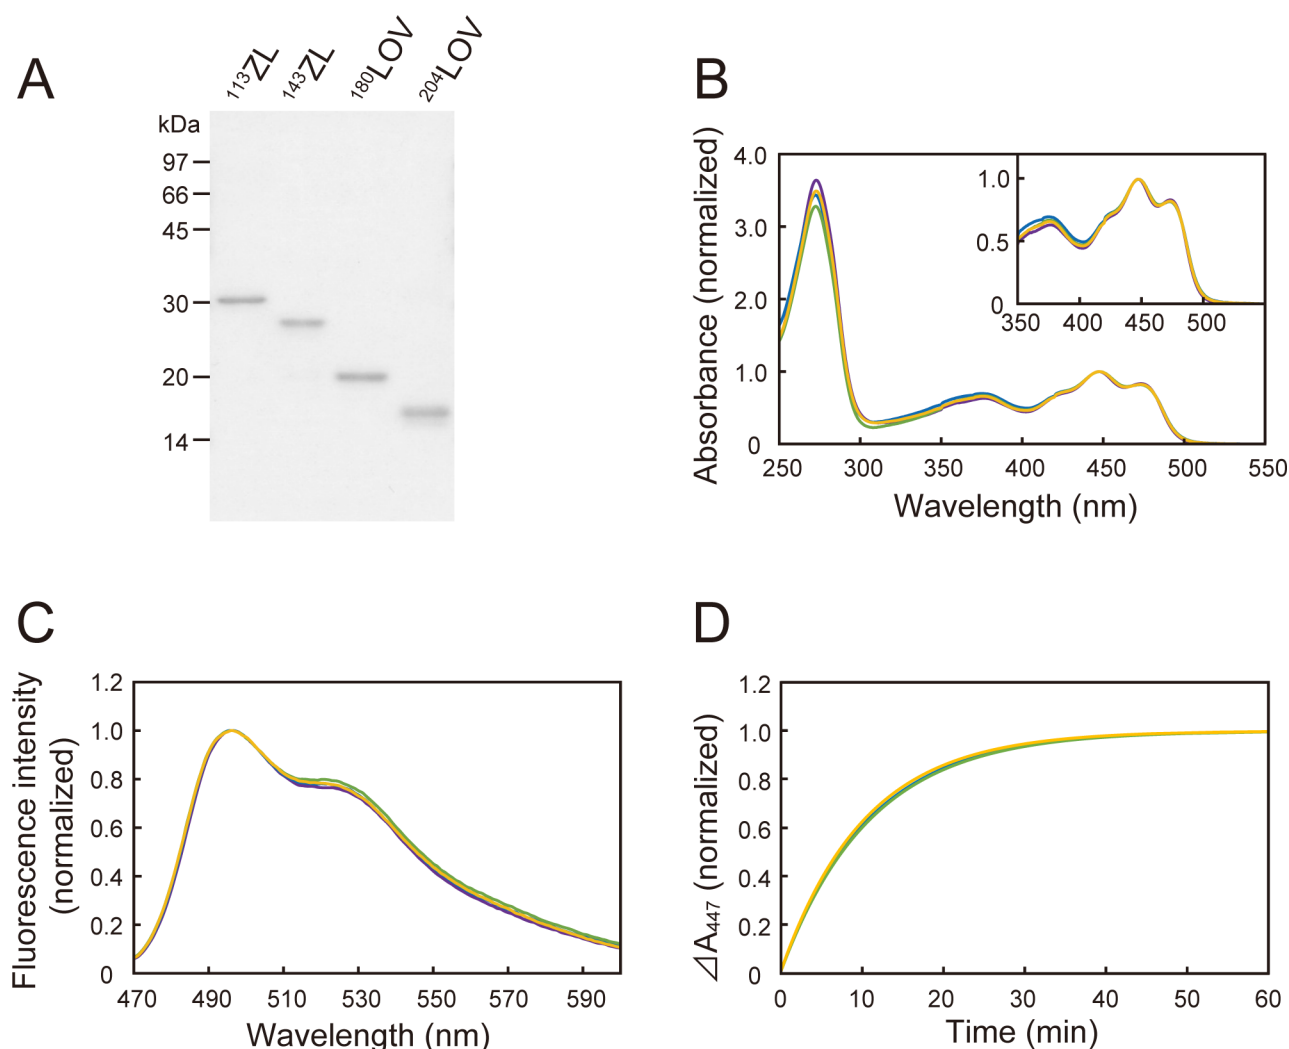 A
¹¹³ZL ¹⁴³ZL ¹⁸⁰LOV ²⁰⁴LOV
kDa
97
66
45
30
20
14
B
Absorbance (normalized)
4.0
3.0
2.0
1.0
0
250 300 350 400 450 500 550
Wavelength (nm)
1.0
0.5
0
350 400 450 500
C
Fluorescence intensity
(normalized)
1.2
1.0
0.8
0.6
0.4
0.2
0
470 490 510 530 550 570 590
Wavelength (nm)
D
⊿A₄₄₇ (normalized)
1.2
1.0
0.8
0.6
0.4
0.2
0
0 10 20 30 40 50 60
Time (min)